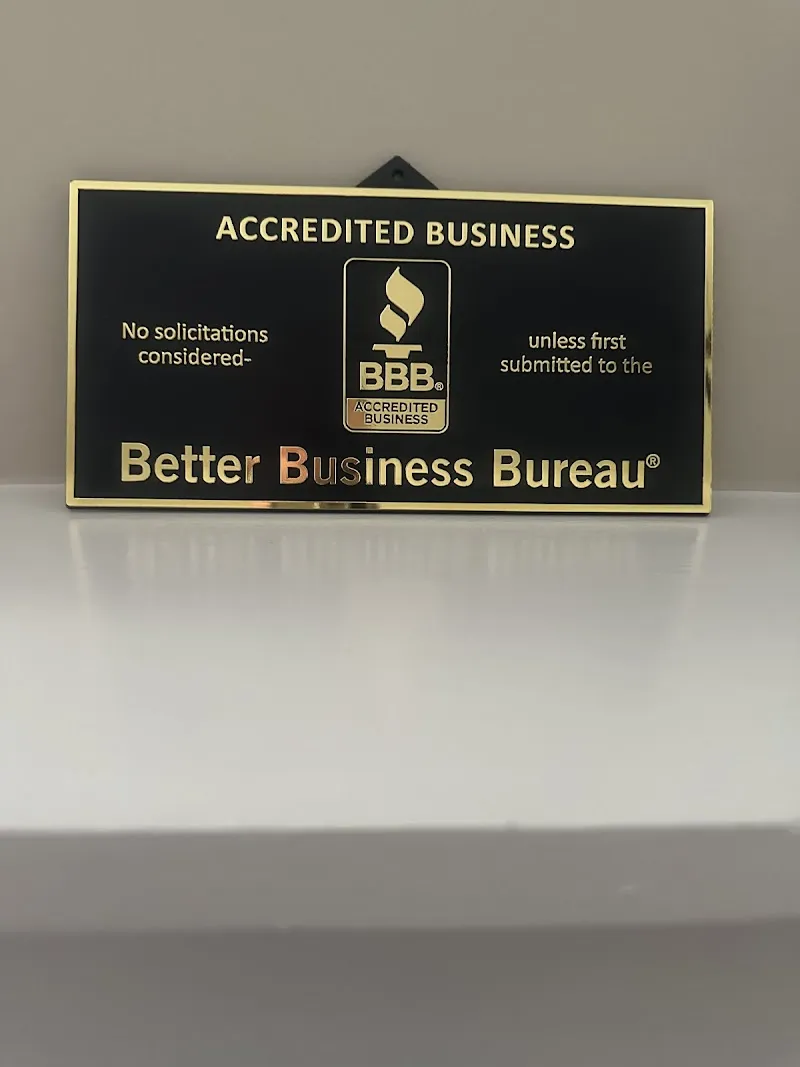 ACCREDITED BUSINESS
No solicitations
considered-
BBB®
ACCREDITED
BUSINESS
unless first
submitted to the
Better Business Bureau®